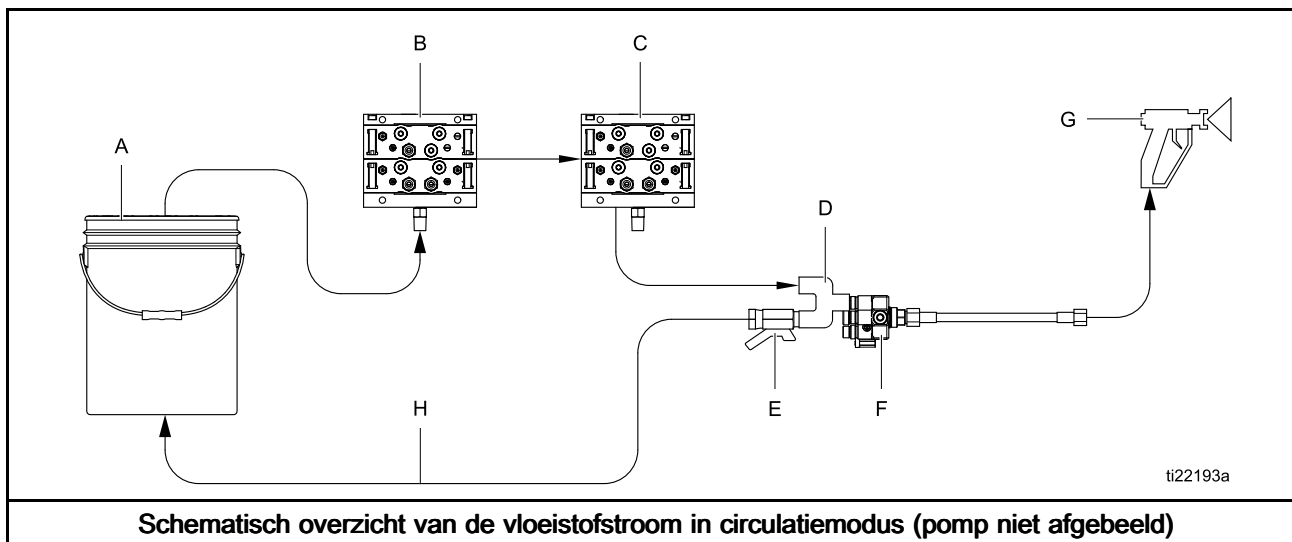 B
C
A
G
D
E
F
H
ti22193a
Schematisch overzicht van de vloeistofstroom in circulatiemodus (pomp niet afgebeeld)